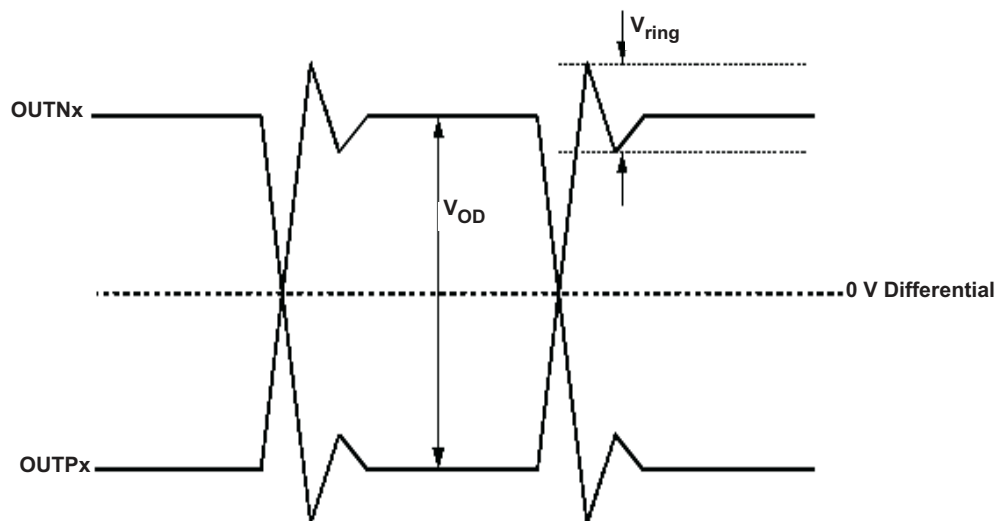 Vring
OUTNx
VOD
0 V Differential
OUTPx